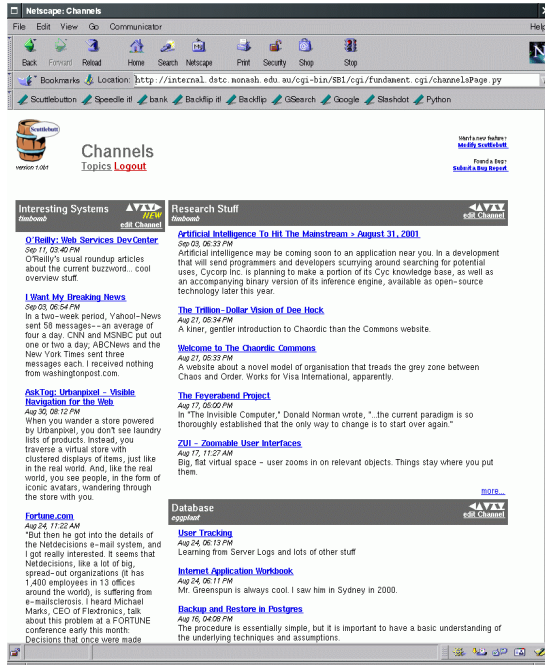 Netscape: Channels
File Edit View Go Communicator Help
Back Forward Reload Home Search Netscape Print Security Shop Stop
Bookmarks Location: http://internal.dstc.monash.edu.au/cgi-bin/SB1/cgi/fundament.cgi/channelsPage.py
Scuttlebutton Speedle it! bank Backflip it! Backflip GSearch Google Slashdot Python
Scuttlebutt
version 1.0b1
Channels
Topics Logout
Want a new feature?
Modify Scuttlebutt
Found a Bug?
Submit a Bug Report
Interesting Systems
timbomb
NEW
edit Channel
O'Reilly: Web Services DevCenter
Sep 11, 03:40 PM
O'Reilly's usual roundup articles
about the current buzzword... cool
overview stuff.
I Want My Breaking News
Sep 03, 06:54 PM
In a two-week period, Yahoo!-News
sent 58 messages--an average of
four a day. CNN and MSNBC put out
one or two a day; ABCNews and the
New York Times sent three
messages each. I received nothing
from washingtonpost.com.
AskTog: Urbanpixel - Visible
Navigation for the Web
Aug 30, 08:12 PM
When you wander a store powered
by Urbanpixel, you don't see laundry
lists of products. Instead, you
traverse a virtual store with
clustered displays of items, just like
in the real world. And, like the real
world, you see people, in the form of
iconic avatars, wandering through
the store with you.
Fortune.com
Aug 24, 11:22 AM
"But then he got into the details of
the Netdecisions e-mail system, and
I got really interested. It seems that
Netdecisions, like a lot of big,
spread-out organizations (it has
1,400 employees in 13 offices
around the world), is suffering from
e-mailsclerosis. I heard Michael
Marks, CEO of Flextronics, talk
about this problem at a FORTUNE
conference early this month:
Decisions that once were made
Research Stuff
timbomb
edit Channel
Artificial Intelligence To Hit The Mainstream > August 31, 2001
Sep 03, 06:33 PM
Artificial intelligence may be coming soon to an application near you. In a development
that will send programmers and developers scurrying around searching for potential
uses, Cycorp Inc. is planning to make a portion of its Cyc knowledge base, as well as
an accompanying binary version of its inference engine, available as open-source
technology later this year.
The Trillion-Dollar Vision of Dee Hock
Aug 21, 05:34 PM
A kiner, gentler introduction to Chaordic than the Commons website.
Welcome to The Chaordic Commons
Aug 21, 05:33 PM
A website about a novel model of organisation that treads the grey zone between
Chaos and Order. Works for Visa International, apparently.
The Feyerabend Project
Aug 17, 05:00 PM
In "The Invisible Computer," Donald Norman wrote, "...the current paradigm is so
thoroughly established that the only way to change is to start over again."
ZUI - Zoomable User Interfaces
Aug 17, 11:27 AM
Big, flat virtual space - user zooms in on relevant objects. Things stay where you put
them.
more...
Database
eggplant
edit Channel
User Tracking
Aug 24, 06:13 PM
Learning from Server Logs and lots of other stuff
Internet Application Workbook
Aug 24, 06:11 PM
Mr. Greenspun is always cool. I saw him in Sydney in 2000.
Backup and Restore in Postgres
Aug 16, 04:08 PM
The procedure is essentially simple, but it is important to have a basic understanding of
the underlying techniques and assumptions.